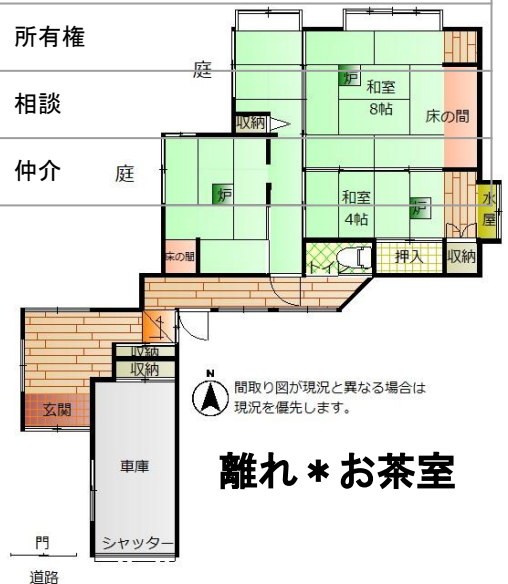 所有権
相談
仲介
庭
庭
収納
炉
和室
8帖
床の間
炉
和室
4帖
炉
水屋
床の間
トイレ
押入
収納
収納
収納
玄関
車庫
シャッター
門
道路
N
間取り図が現況と異なる場合は
現況を優先します。
離れ＊お茶室